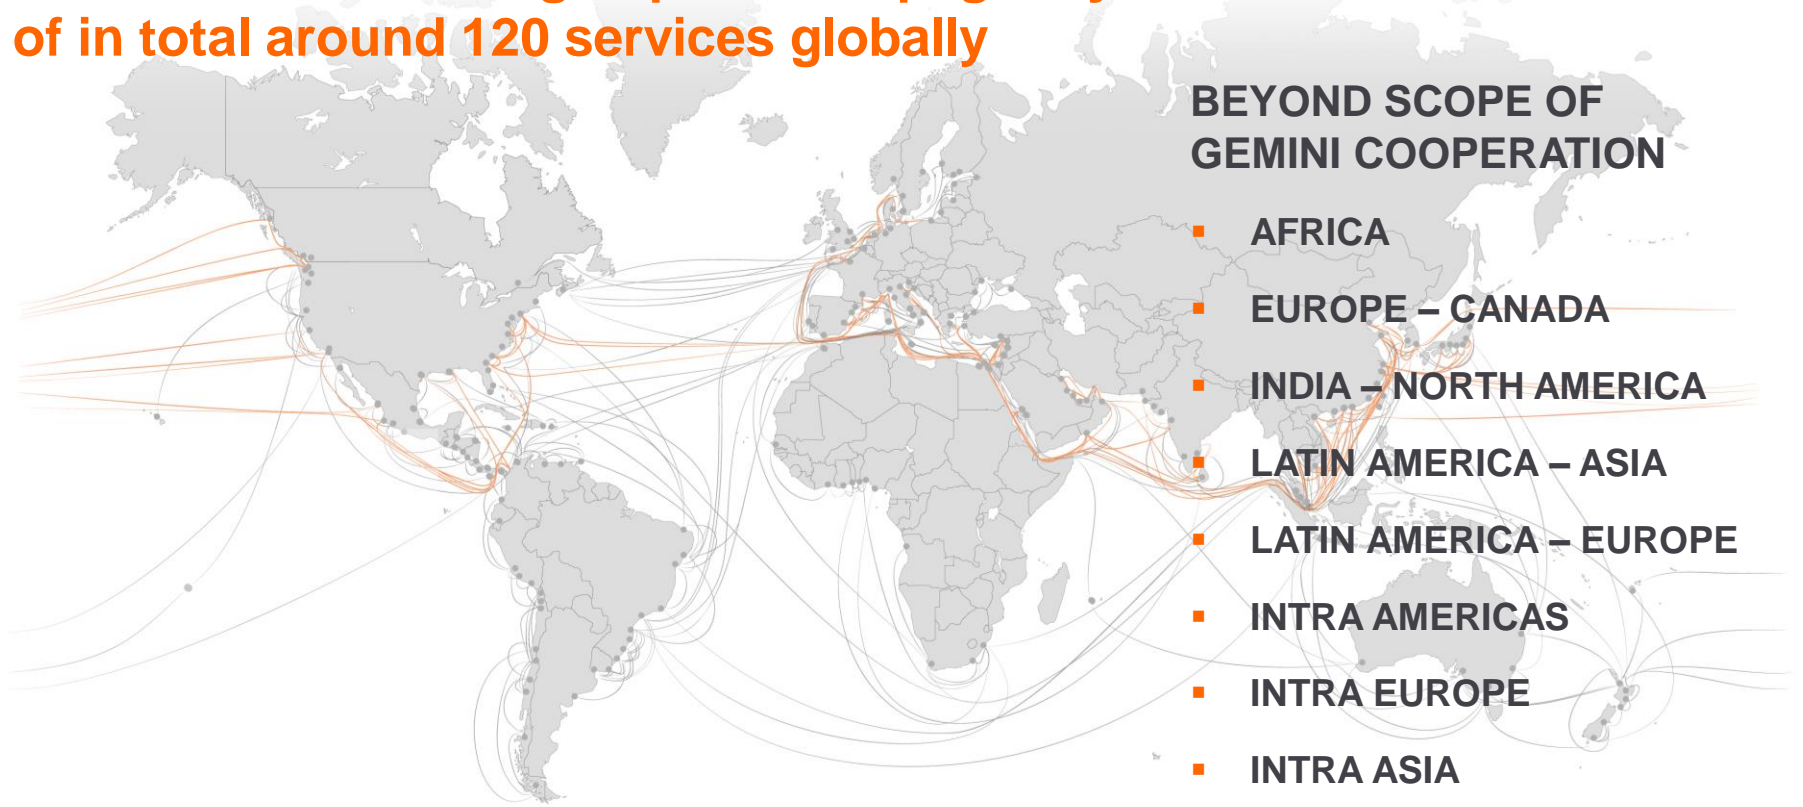 of in total around 120 services globally
BEYOND SCOPE OF
GEMINI COOPERATION
▪ AFRICA
▪ EUROPE – CANADA
▪ INDIA – NORTH AMERICA
▪ LATIN AMERICA – ASIA
▪ LATIN AMERICA – EUROPE
▪ INTRA AMERICAS
▪ INTRA EUROPE
▪ INTRA ASIA